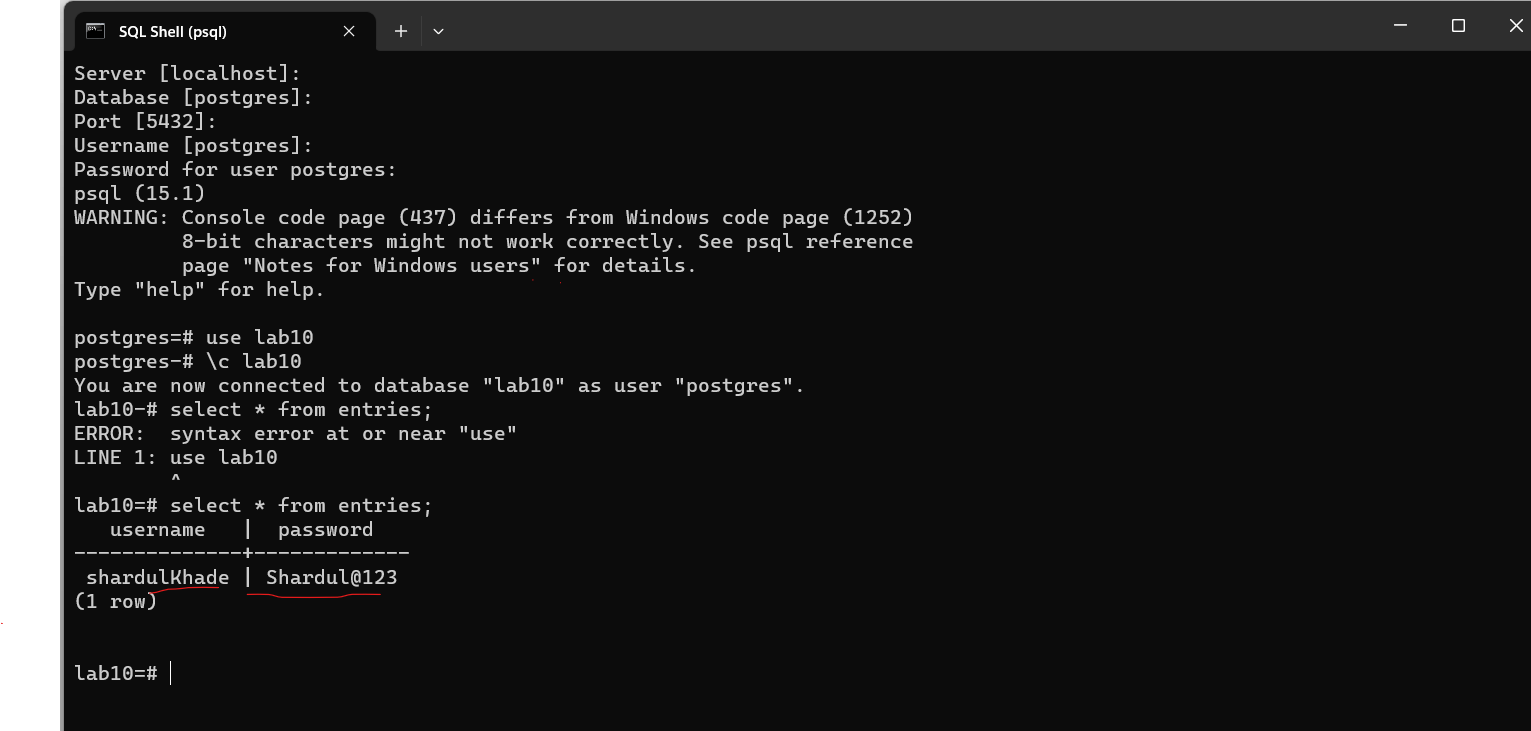 SQL Shell (psql)
Server [localhost]:
Database [postgres]:
Port [5432]:
Username [postgres]:
Password for user postgres:
psql (15.1)
WARNING: Console code page (437) differs from Windows code page (1252)
         8-bit characters might not work correctly. See psql reference
         page "Notes for Windows users" for details.
Type "help" for help.

postgres=# use lab10
postgres-# \c lab10
You are now connected to database "lab10" as user "postgres".
lab10-# select * from entries;
ERROR:  syntax error at or near "use"
LINE 1: use lab10
        ^
lab10=# select * from entries;
   username   |  password
--------------+-------------
 shardulKhade | Shardul@123
(1 row)


lab10=#